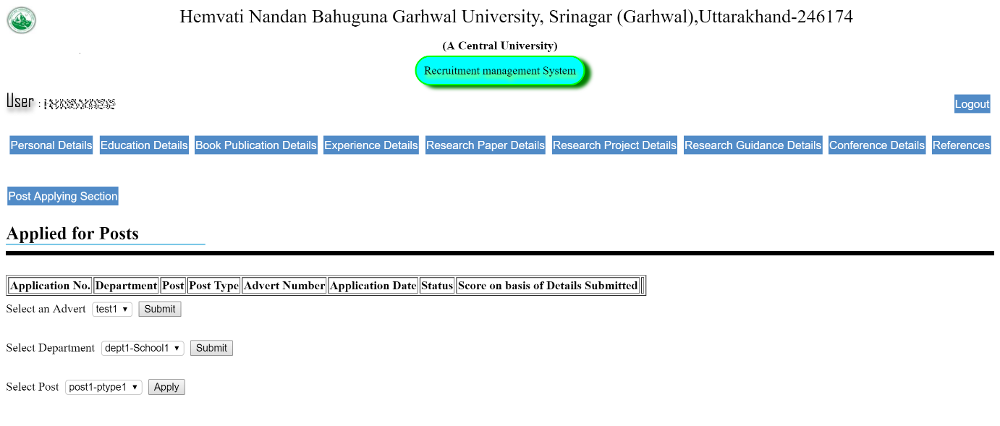 Hemvati Nandan Bahuguna Garhwal University, Srinagar (Garhwal),Uttarakhand-246174
(A Central University)
Recruitment management System
User :
Logout
Personal Details Education Details Book Publication Details Experience Details Research Paper Details Research Project Details Research Guidance Details Conference Details References
Post Applying Section
Applied for Posts
Application No. Department Post Post Type Advert Number Application Date Status Score on basis of Details Submitted
Select an Advert test1 Submit
Select Department dept1-School1 Submit
Select Post post1-ptype1 Apply